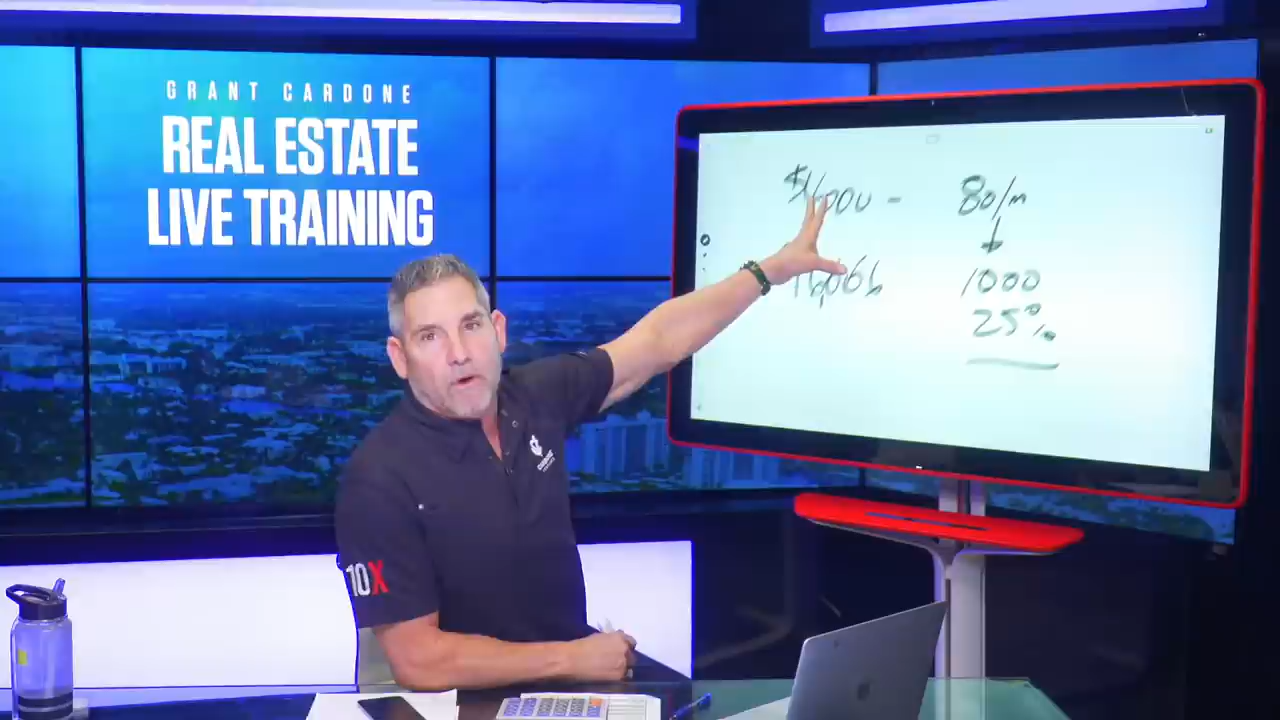 GRANT CARDONE
REAL ESTATE
LIVE TRAINING
80/m
1000
25%
10X